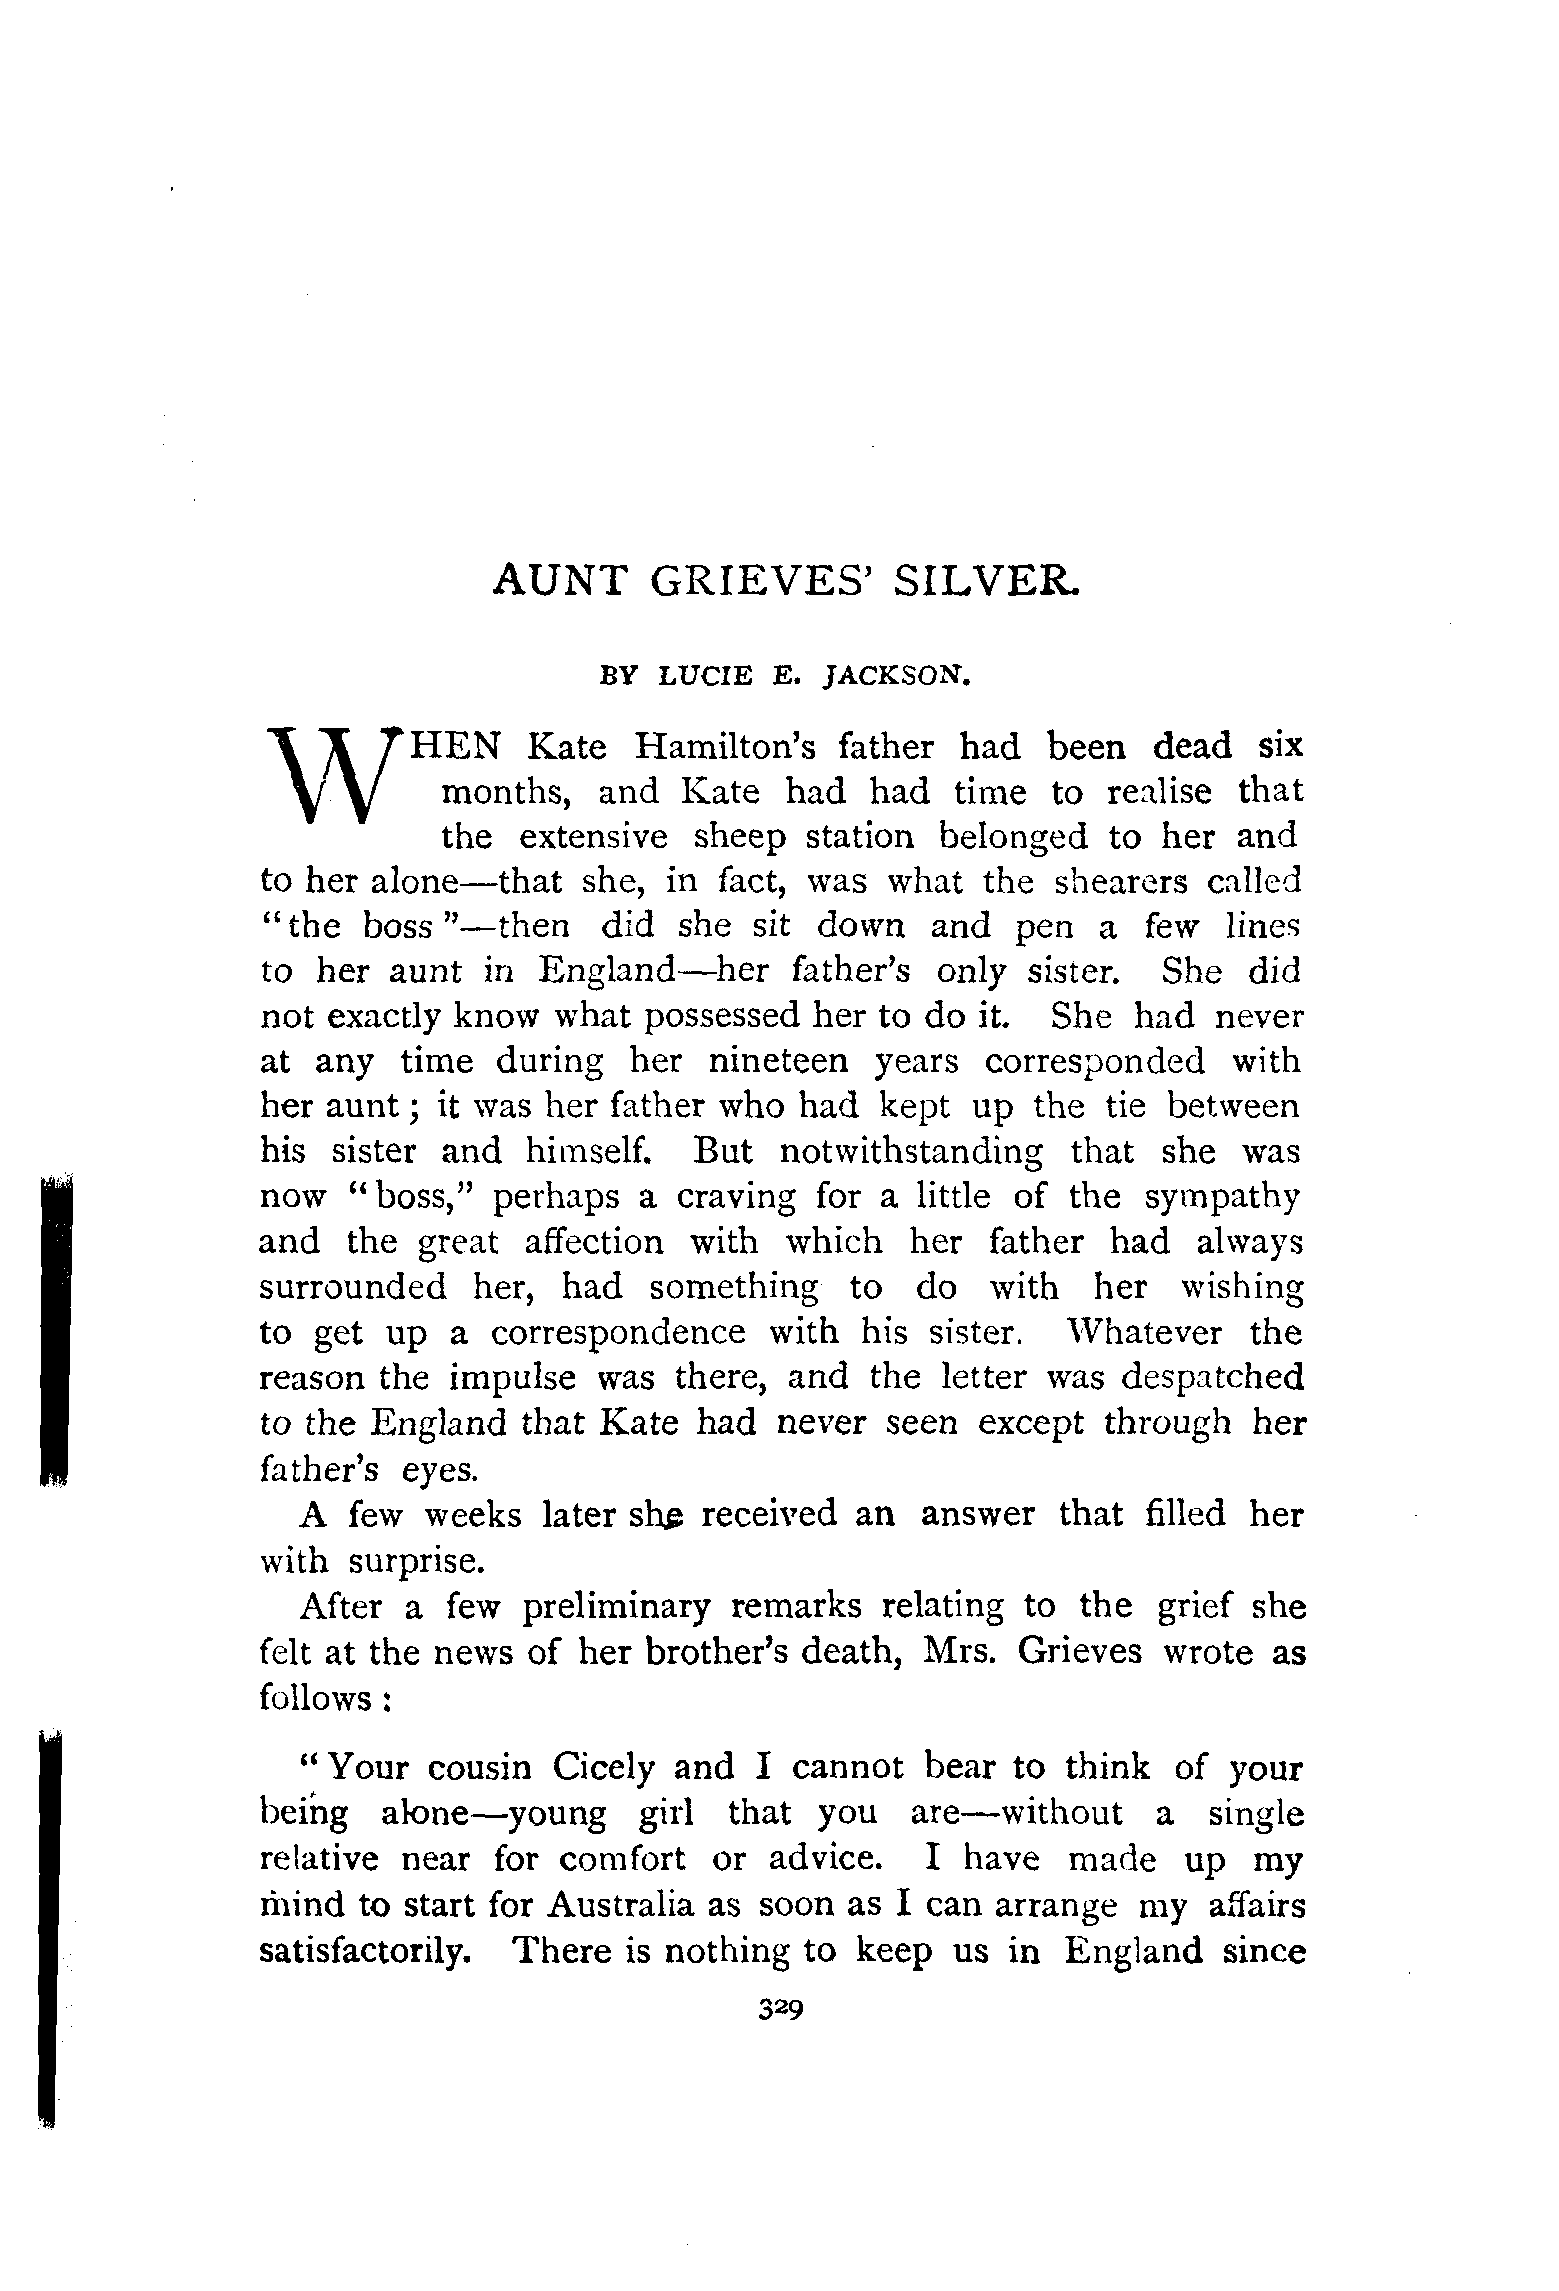 AUNT GRIEVES' SILVER.
BY LUCIE E. JACKSON.
WHEN Kate Hamilton's father had been dead six
months, and Kate had had time to realise that
the extensive sheep station belonged to her and
to her alone—that she, in fact, was what the shearers called
"the boss"—then did she sit down and pen a few lines
to her aunt in England—her father's only sister. She did
not exactly know what possessed her to do it. She had never
at any time during her nineteen years corresponded with
her aunt; it was her father who had kept up the tie between
his sister and himself. But notwithstanding that she was
now "boss," perhaps a craving for a little of the sympathy
and the great affection with which her father had always
surrounded her, had something to do with her wishing
to get up a correspondence with his sister. Whatever the
reason the impulse was there, and the letter was despatched
to the England that Kate had never seen except through her
father's eyes.
A few weeks later she received an answer that filled her
with surprise.
After a few preliminary remarks relating to the grief she
felt at the news of her brother's death, Mrs. Grieves wrote as
follows:
"Your cousin Cicely and I cannot bear to think of your
being alone—young girl that you are—without a single
relative near for comfort or advice. I have made up my
mind to start for Australia as soon as I can arrange my affairs
satisfactorily. There is nothing to keep us in England since
329